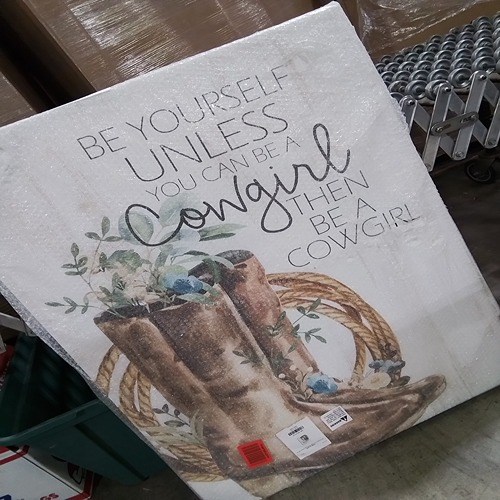 BE YOURSELF
UNLESS
YOU CAN BE A
Cowgirl
THEN
BE A
COWGIRL